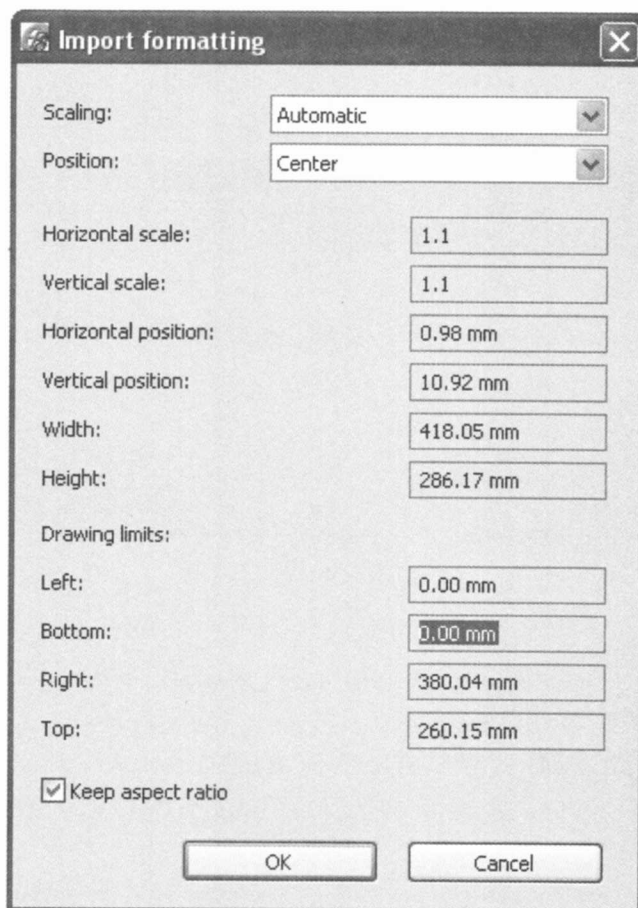 Import formatting
Scaling: Automatic
Position: Center
Horizontal scale: 1.1
Vertical scale: 1.1
Horizontal position: 0.98 mm
Vertical position: 10.92 mm
Width: 418.05 mm
Height: 286.17 mm
Drawing limits:
Left: 0.00 mm
Bottom: 0.00 mm
Right: 380.04 mm
Top: 260.15 mm
Keep aspect ratio
OK Cancel